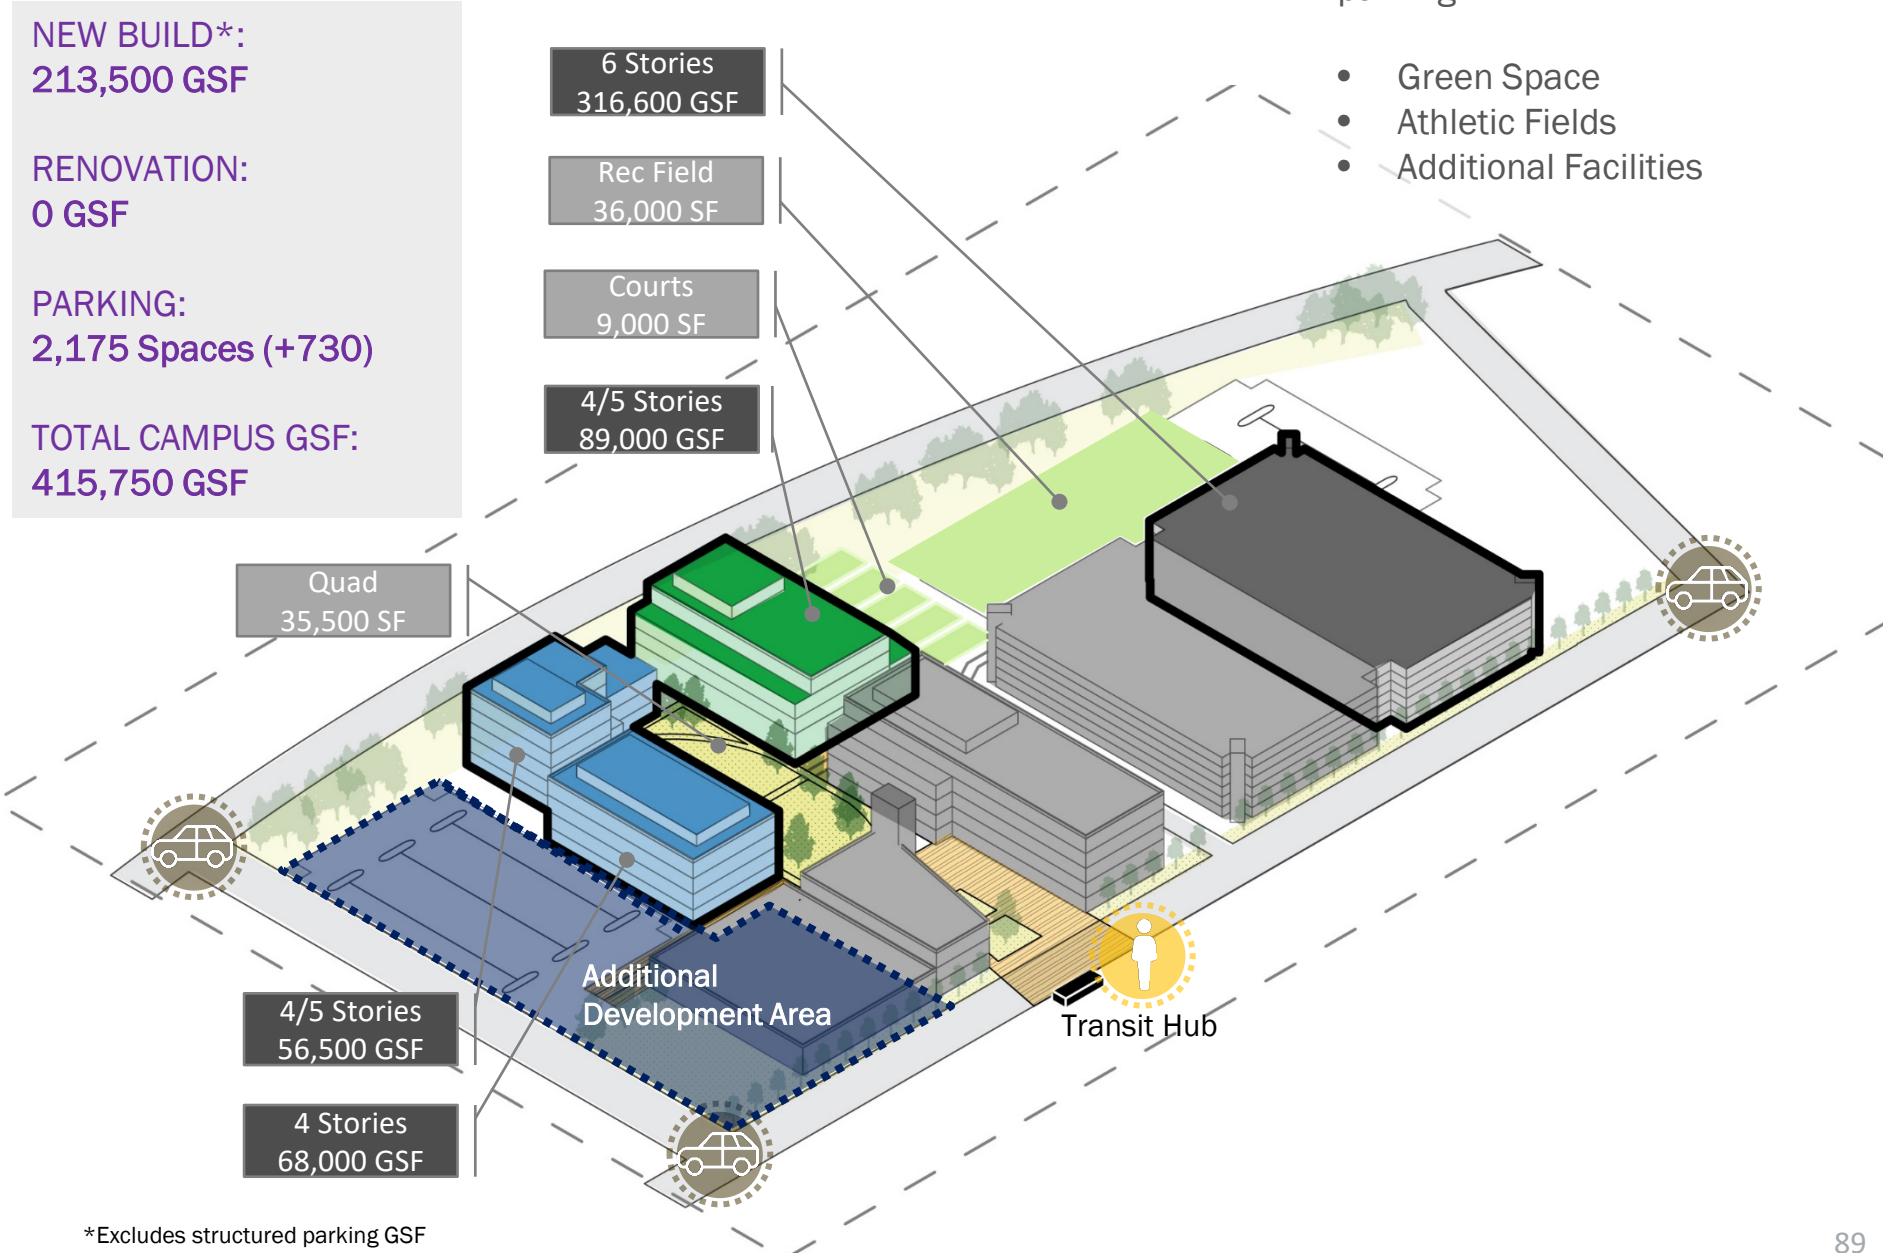 NEW BUILD*:
213,500 GSF
RENOVATION:
0 GSF
PARKING:
2,175 Spaces (+730)
TOTAL CAMPUS GSF:
415,750 GSF
6 Stories
316,600 GSF
Rec Field
36,000 SF
Courts
9,000 SF
4/5 Stories
89,000 GSF
Quad
35,500 SF
• Green Space
• Athletic Fields
• Additional Facilities
Additional
Development Area
Transit Hub
4/5 Stories
56,500 GSF
4 Stories
68,000 GSF
*Excludes structured parking GSF
89